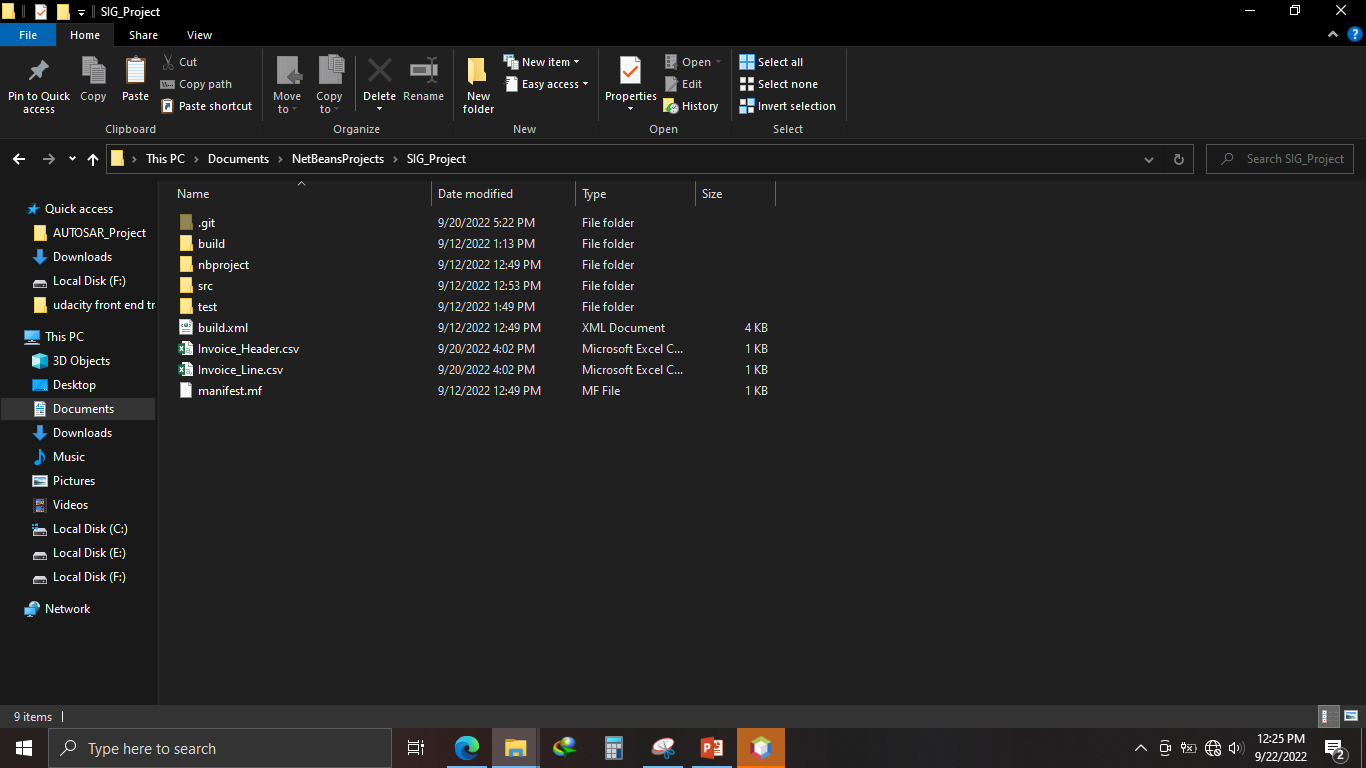 SIG_Project
File Home Share View
Pin to Quick access
Copy
Paste
Cut
Copy path
Paste shortcut
Clipboard
Move to
Copy to
Delete
Rename
Organize
New folder
New item
Easy access
New
Properties
Open
Edit
History
Open
Select all
Select none
Invert selection
Select
This PC > Documents > NetBeansProjects > SIG_Project
Search SIG_Project
Quick access
AUTOSAR_Project
Downloads
Local Disk (F:)
udacity front end tr
This PC
3D Objects
Desktop
Documents
Downloads
Music
Pictures
Videos
Local Disk (C:)
Local Disk (E:)
Local Disk (F:)
Network
Name Date modified Type Size
.git 9/20/2022 5:22 PM File folder
build 9/12/2022 1:13 PM File folder
nbproject 9/12/2022 12:49 PM File folder
src 9/12/2022 12:53 PM File folder
test 9/12/2022 1:49 PM File folder
build.xml 9/12/2022 12:49 PM XML Document 4 KB
Invoice_Header.csv 9/20/2022 4:02 PM Microsoft Excel C... 1 KB
Invoice_Line.csv 9/20/2022 4:02 PM Microsoft Excel C... 1 KB
manifest.mf 9/12/2022 12:49 PM MF File 1 KB
9 items
Type here to search
12:25 PM
9/22/2022
2